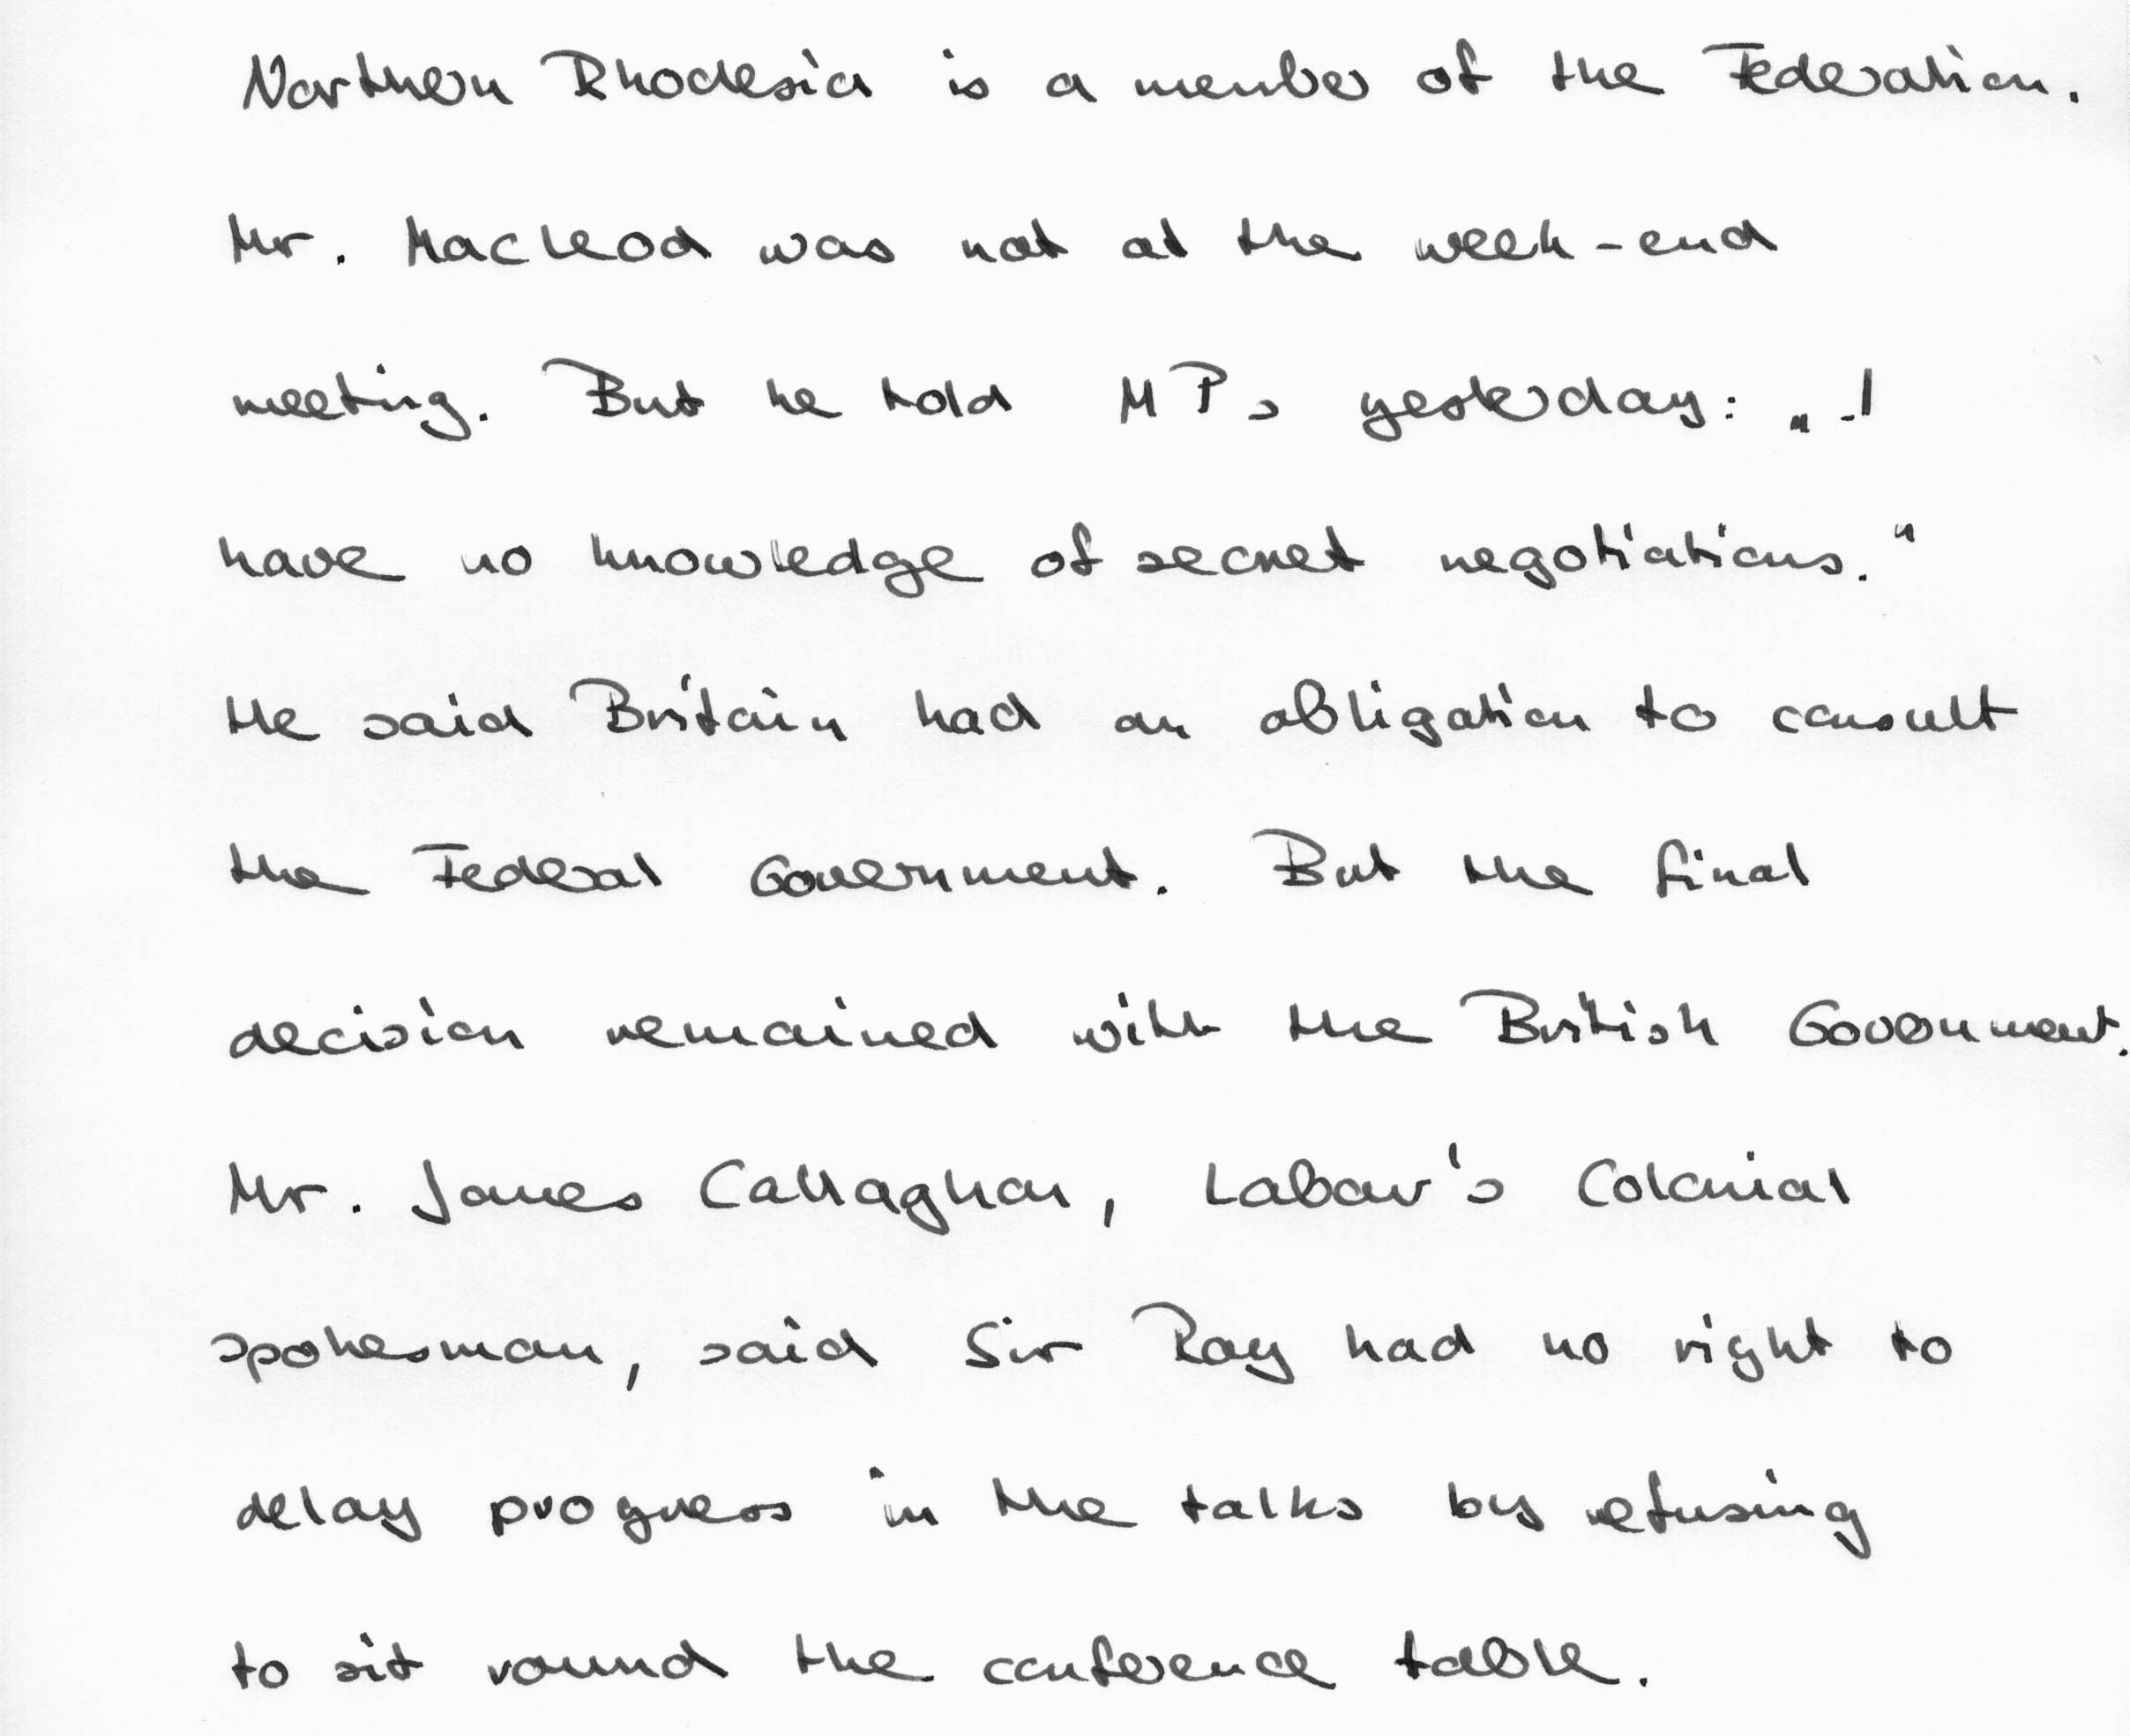 Northern Rhodesia is a member of the Federation.
Mr. Macleod was not at the week-end
meeting. But he told M Ps yesterday: „I
have no knowledge of secret negotiations."
He said Britain had an obligation to consult
the Federal Government. But the final
decision remained with the British Government.
Mr. James Callaghan, Labour's Colonial
spokesman, said Sir Roy had no right to
delay progress in the talks by refusing
to sit round the conference table.